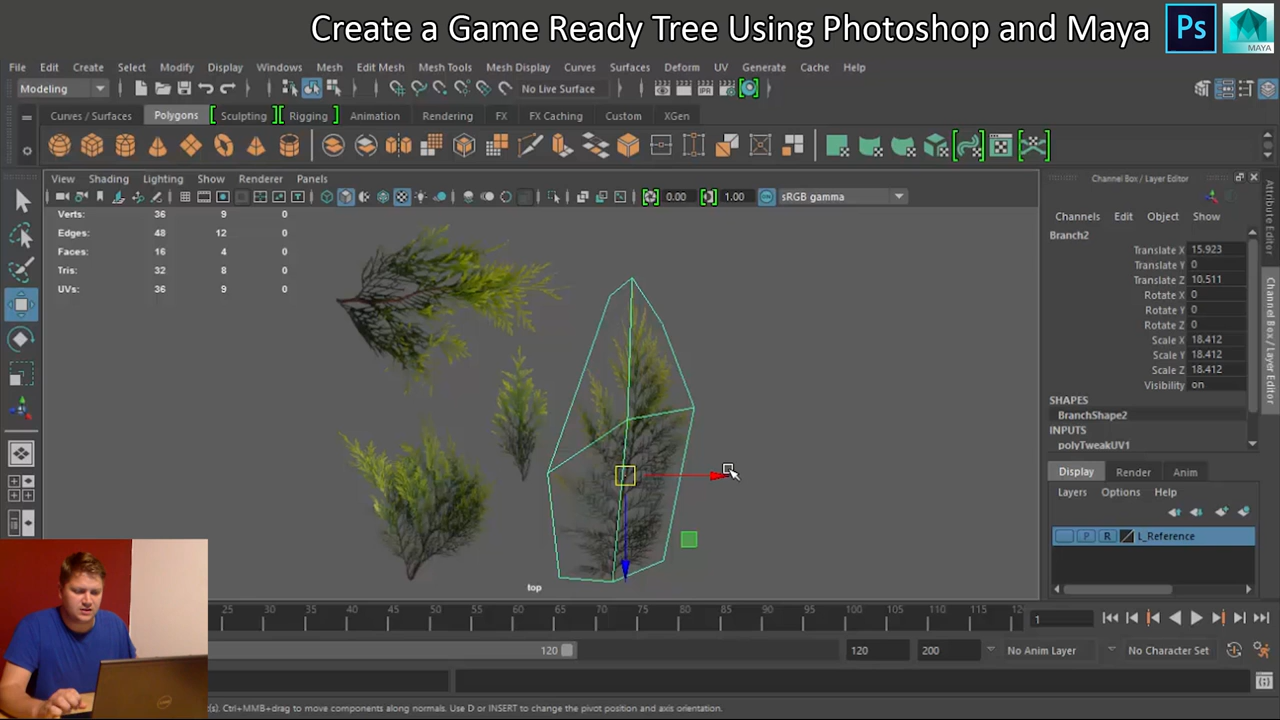 Create a Game Ready Tree Using Photoshop and Maya
Ps
MAYA
File Edit Create Select Modify Display Windows Mesh Edit Mesh Mesh Tools Mesh Display Curves Surfaces Deform UV Generate Cache Help
Modeling
No Live Surface
Curves / Surfaces Polygons Sculpting Rigging Animation Rendering FX FX Caching Custom XGen
View Shading Lighting Show Renderer Panels
0.00 1.00 sRGB gamma
Verts: 36 9 0
Edges: 48 12 0
Faces: 16 4 0
Tris: 32 8 0
UVs: 36 9 0
top
Channel Box / Layer Editor
Channels Edit Object Show
Branch2
Translate X 15.923
Translate Y 0
Translate Z 10.511
Rotate X 0
Rotate Y 0
Rotate Z 0
Scale X 18.412
Scale Y 18.412
Scale Z 18.412
Visibility on
SHAPES
BranchShape2
INPUTS
polyTweakUV1
Display Render Anim
Layers Options Help
P R L_Reference
Attribute Editor
Channel Box / Layer Editor
25 30 35 40 45 50 55 60 65 70 75 80 85 90 95 100 105 110 115 12
1
120
120 200 No Anim Layer No Character Set
(s). Ctrl+MMB+drag to move components along normals. Use D or INSERT to change the pivot position and axis orientation.